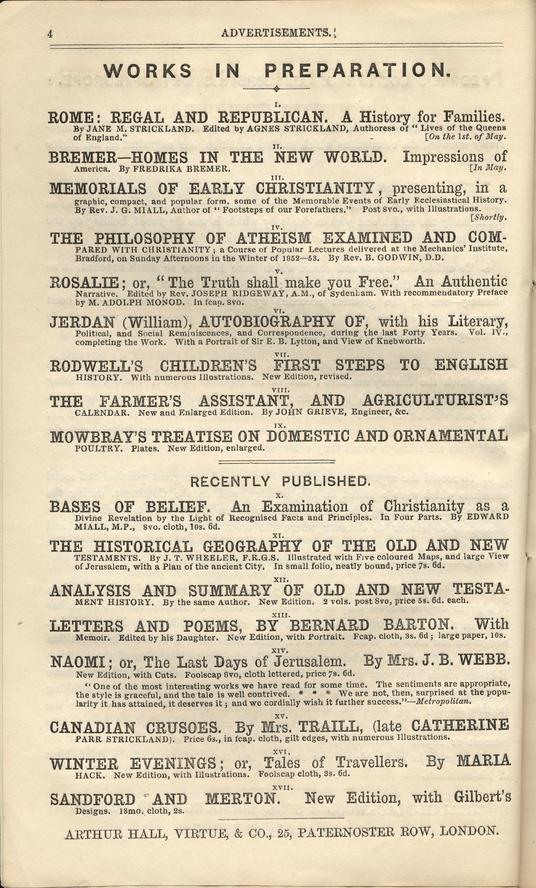 4
ADVERTISEMENTS.
WORKS IN PREPARATION.
I.
ROME: REGAL AND REPUBLICAN. A History for Families.
By JANE M. STRICKLAND. Edited by AGNES STRICKLAND, Authoress of "Lives of the Queens
of England." [On the 1st. of May.
II.
BREMER—HOMES IN THE NEW WORLD. Impressions of
America. By FREDRIKA BREMER. [In May.
III.
MEMORIALS OF EARLY CHRISTIANITY, presenting, in a
graphic, compact, and popular form, some of the Memorable Events of Early Ecclesiastical History.
By Rev. J. G. MIALL, Author of "Footsteps of our Forefathers." Post 8vo., with Illustrations.
[Shortly.
IV.
THE PHILOSOPHY OF ATHEISM EXAMINED AND COM-
PARED WITH CHRISTIANITY; a Course of Popular Lectures delivered at the Mechanics' Institute,
Bradford, on Sunday Afternoons in the Winter of 1852—53. By Rev. B. GODWIN, D.D.
V.
ROSALIE; or, "The Truth shall make you Free." An Authentic
Narrative. Edited by Rev. JOSEPH RIDGEWAY, A.M., of Sydenham. With recommendatory Preface
by M. ADOLPH MONOD. In fcap. 8vo.
VI.
JERDAN (William), AUTOBIOGRAPHY OF, with his Literary,
Political, and Social Reminiscences, and Correspondence, during the last Forty Years. Vol. IV.,
completing the Work. With a Portrait of Sir E. B. Lytton, and View of Knebworth.
VII.
RODWELL'S CHILDREN'S FIRST STEPS TO ENGLISH
HISTORY. With numerous Illustrations. New Edition, revised.
VIII.
THE FARMER'S ASSISTANT, AND AGRICULTURIST'S
CALENDAR. New and Enlarged Edition. By JOHN GRIEVE, Engineer, &c.
IX.
MOWBRAY'S TREATISE ON DOMESTIC AND ORNAMENTAL
POULTRY. Plates. New Edition, enlarged.
RECENTLY PUBLISHED.
X.
BASES OF BELIEF. An Examination of Christianity as a
Divine Revelation by the Light of Recognised Facts and Principles. In Four Parts. By EDWARD
MIALL, M.P., 8vo. cloth, 10s. 6d.
XI.
THE HISTORICAL GEOGRAPHY OF THE OLD AND NEW
TESTAMENTS. By J. T. WHEELER, F.R.G.S. Illustrated with Five coloured Maps, and large View
of Jerusalem, with a Plan of the ancient City. In small folio, neatly bound, price 7s. 6d.
XII.
ANALYSIS AND SUMMARY OF OLD AND NEW TESTA-
MENT HISTORY. By the same Author. New Edition. 2 vols. post 8vo, price 5s. 6d. each.
XIII.
LETTERS AND POEMS, BY BERNARD BARTON. With
Memoir. Edited by his Daughter. New Edition, with Portrait. Fcap. cloth, 3s. 6d; large paper, 10s.
XIV.
NAOMI; or, The Last Days of Jerusalem. By Mrs. J. B. WEBB.
New Edition, with Cuts. Foolscap 8vo, cloth lettered, price 7s. 6d.
"One of the most interesting works we have read for some time. The sentiments are appropriate,
the style is graceful, and the tale is well contrived. * * * We are not, then, surprised at the popu-
larity it has attained, it deserves it; and we cordially wish it further success."—Metropolitan.
XV.
CANADIAN CRUSOES. By Mrs. TRAILL, (late CATHERINE
PARR STRICKLAND). Price 6s., in fcap. cloth, gilt edges, with numerous Illustrations.
XVI.
WINTER EVENINGS; or, Tales of Travellers. By MARIA
HACK. New Edition, with Illustrations. Foolscap cloth, 3s. 6d.
XVII.
SANDFORD AND MERTON. New Edition, with Gilbert's
Designs. 18mo. cloth, 2s.
ARTHUR HALL, VIRTUE, & CO., 25, PATERNOSTER ROW, LONDON.